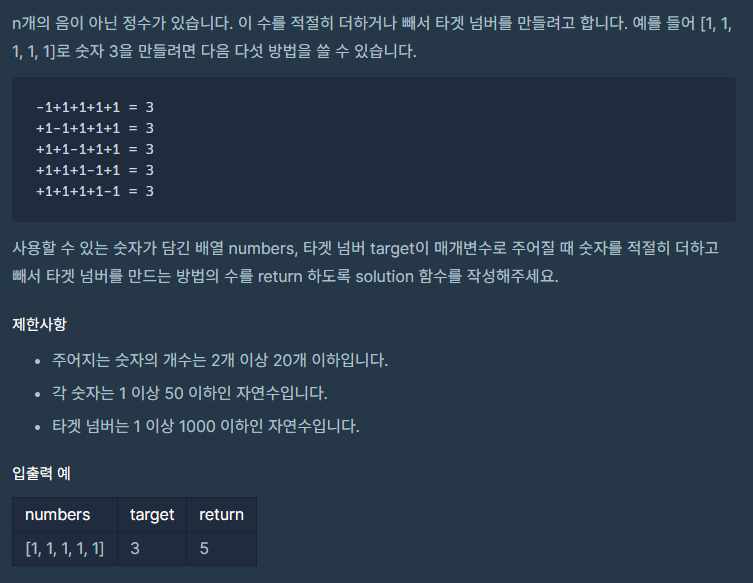 n개의 음이 아닌 정수가 있습니다. 이 수를 적절히 더하거나 빼서 타겟 넘버를 만들려고 합니다. 예를 들어 [1, 1,
1, 1, 1]로 숫자 3을 만들려면 다음 다섯 방법을 쓸 수 있습니다.
-1+1+1+1+1 = 3
+1-1+1+1+1 = 3
+1+1-1+1+1 = 3
+1+1+1-1+1 = 3
+1+1+1+1-1 = 3
사용할 수 있는 숫자가 담긴 배열 numbers, 타겟 넘버 target이 매개변수로 주어질 때 숫자를 적절히 더하고
빼서 타겟 넘버를 만드는 방법의 수를 return 하도록 solution 함수를 작성해주세요.
제한사항
• 주어지는 숫자의 개수는 2개 이상 20개 이하입니다.
• 각 숫자는 1 이상 50 이하인 자연수입니다.
• 타겟 넘버는 1 이상 1000 이하인 자연수입니다.
입출력 예
numbers target return
[1, 1, 1, 1, 1] 3 5